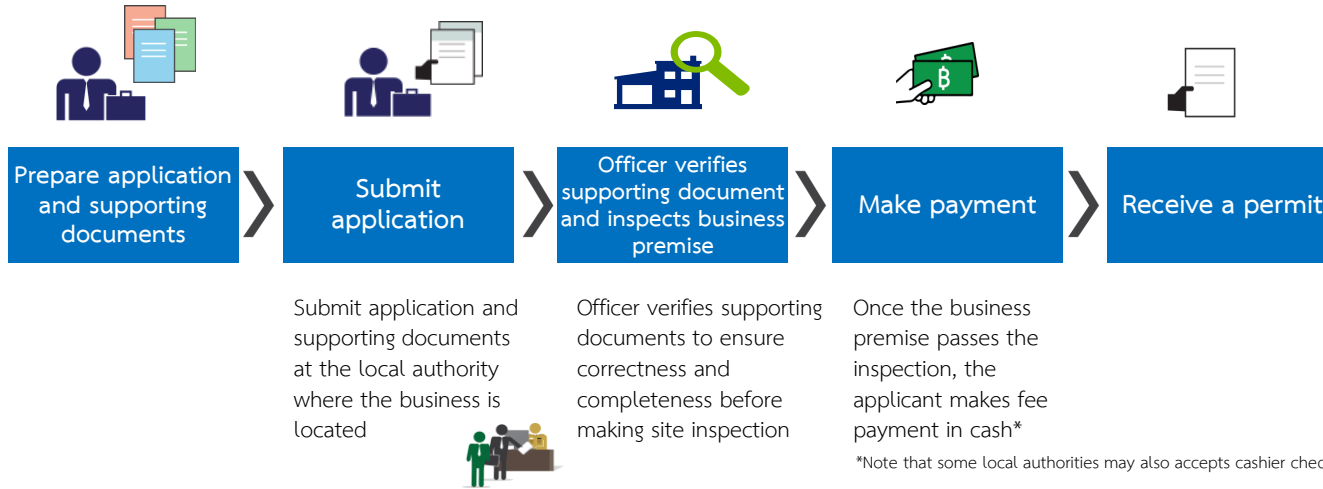 Prepare application
and supporting
documents
Submit
application
Officer verifies
supporting document
and inspects business
premise
Make payment
Receive a permit
Submit application and
supporting documents
at the local authority
where the business is
located
Officer verifies supporting
documents to ensure
correctness and
completeness before
making site inspection
Once the business
premise passes the
inspection, the
applicant makes fee
payment in cash*
*Note that some local authorities may also accepts cashier